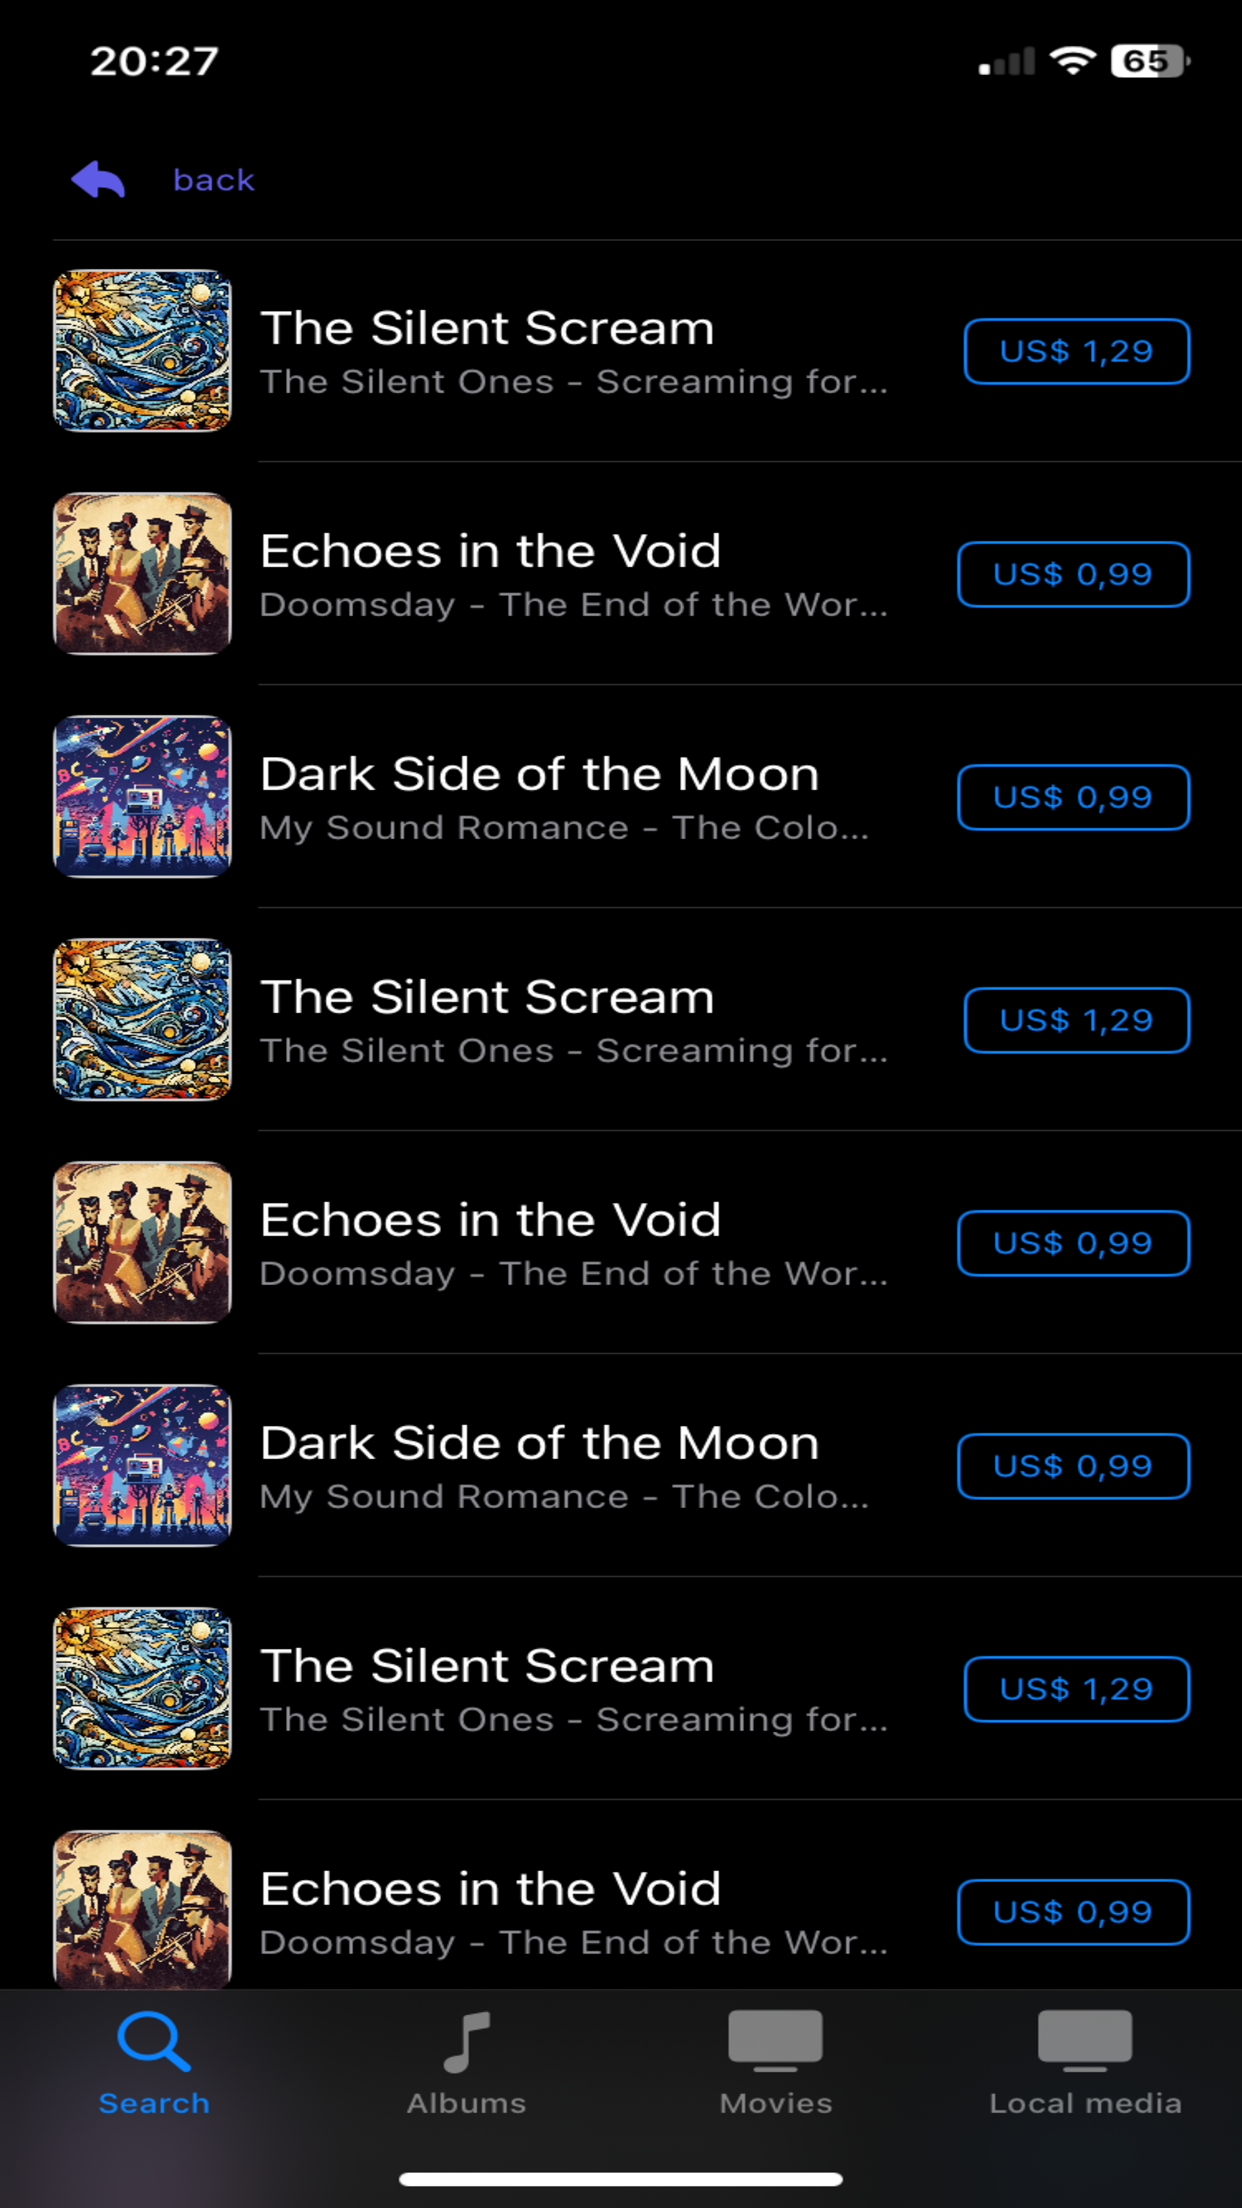 20:27
65
back
The Silent Scream
The Silent Ones - Screaming for...
US$ 1,29
Echoes in the Void
Doomsday - The End of the Wor...
US$ 0,99
Dark Side of the Moon
My Sound Romance - The Colo...
US$ 0,99
The Silent Scream
The Silent Ones - Screaming for...
US$ 1,29
Echoes in the Void
Doomsday - The End of the Wor...
US$ 0,99
Dark Side of the Moon
My Sound Romance - The Colo...
US$ 0,99
The Silent Scream
The Silent Ones - Screaming for...
US$ 1,29
Echoes in the Void
Doomsday - The End of the Wor...
US$ 0,99
Search
Albums
Movies
Local media